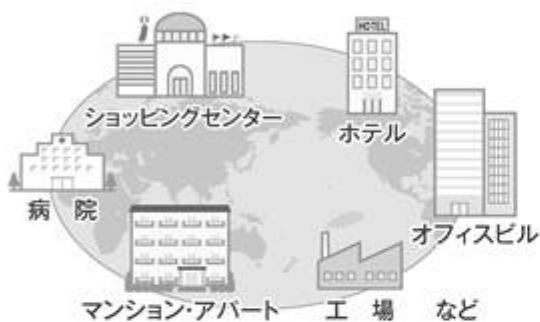 HOTEL
ショッピングセンター
ホテル
病 院
オフィスビル
マンション・アパート
工 場 など